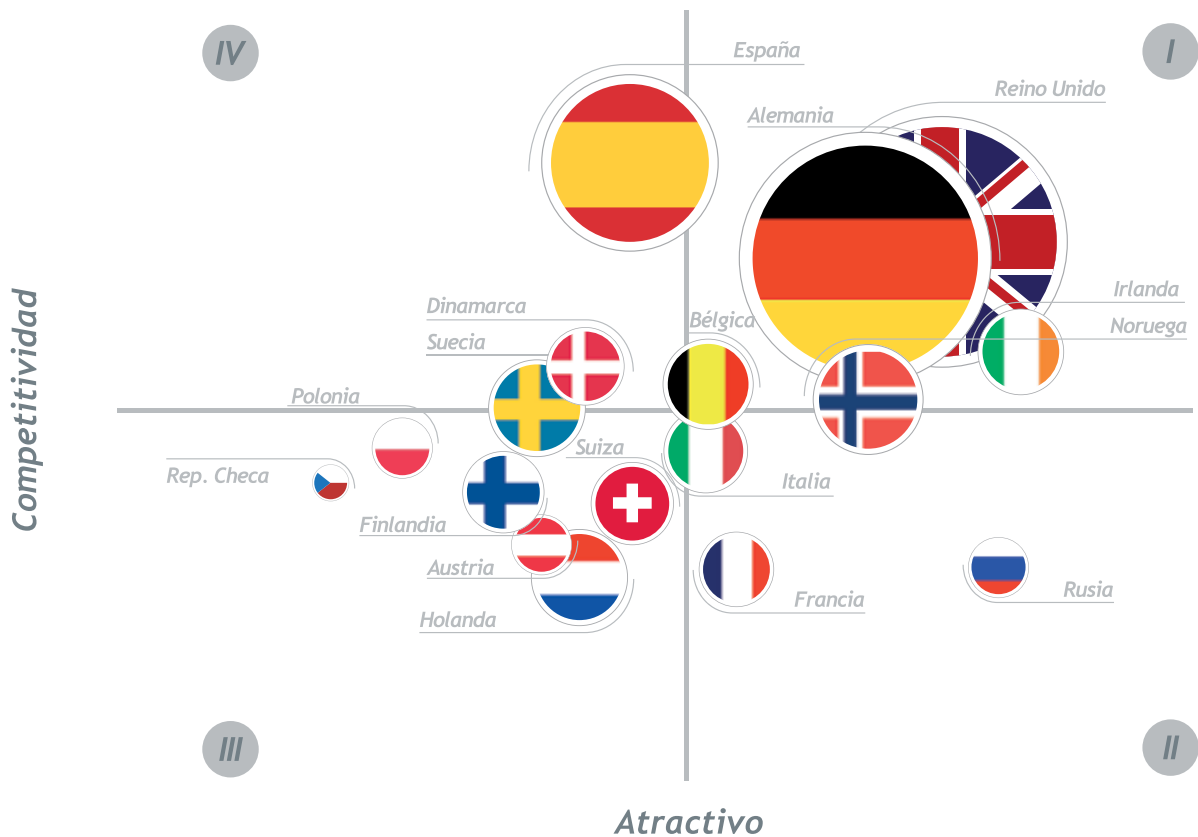 IV
I
España
Reino Unido
Alemania
Irlanda
Dinamarca
Bélgica
Noruega
Suecia
Polonia
Suiza
Rep. Checa
Italia
Finlandia
Austria
Rusia
Francia
Holanda
Competitividad
III
II
Atractivo